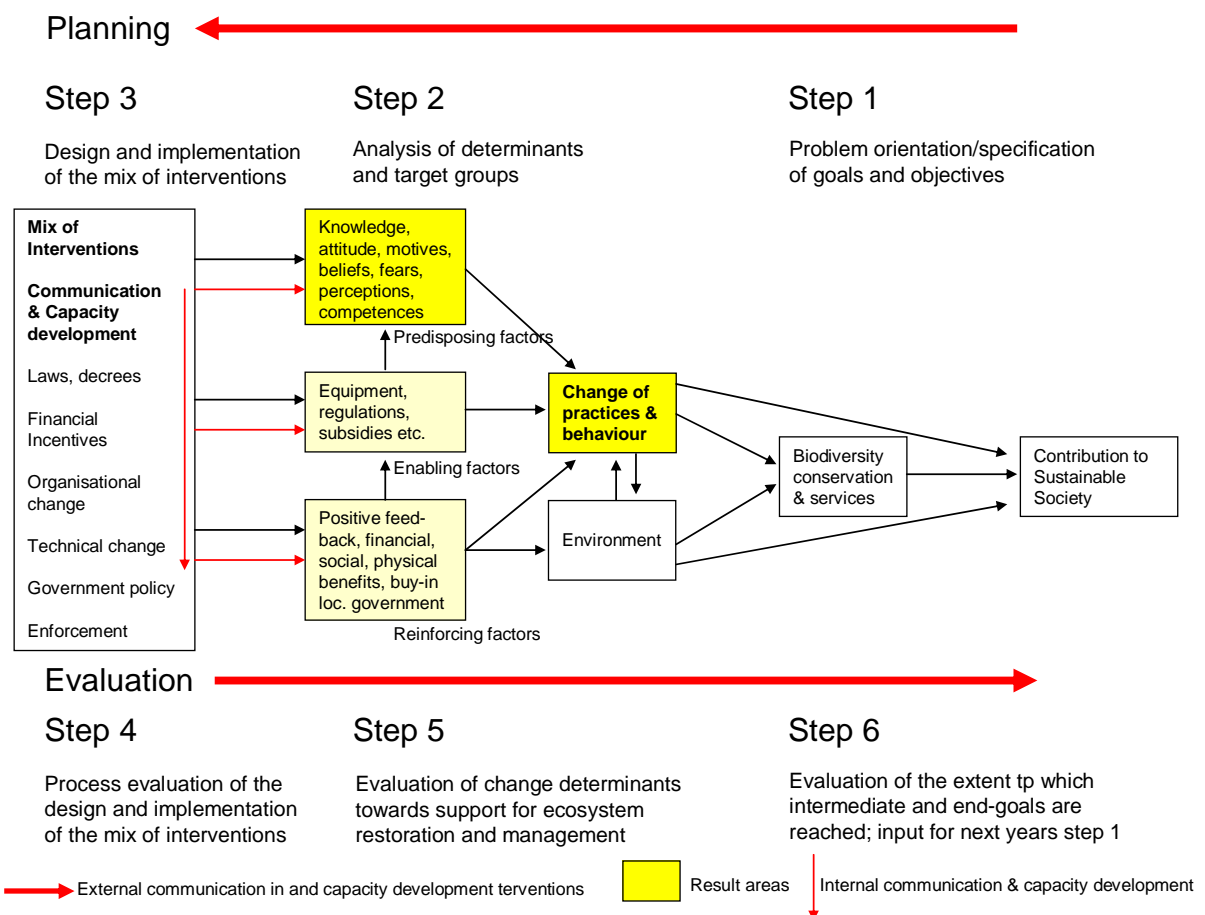 Planning
Step 3
Step 2
Step 1
Design and implementation
of the mix of interventions
Analysis of determinants
and target groups
Problem orientation/specification
of goals and objectives
Mix of
Interventions
Communication
& Capacity
development
Laws, decrees
Financial
Incentives
Organisational
change
Technical change
Government policy
Enforcement
Knowledge,
attitude, motives,
beliefs, fears,
perceptions,
competences
Predisposing factors
Equipment,
regulations,
subsidies etc.
Enabling factors
Positive feed-
back, financial,
social, physical
benefits, buy-in
loc. government
Reinforcing factors
Change of
practices &
behaviour
Environment
Biodiversity
conservation
& services
Contribution to
Sustainable
Society
Evaluation
Step 4
Step 5
Step 6
Process evaluation of the
design and implementation
of the mix of interventions
Evaluation of change determinants
towards support for ecosystem
restoration and management
Evaluation of the extent tp which
intermediate and end-goals are
reached; input for next years step 1
External communication in and capacity development terventions
Result areas
Internal communication & capacity development